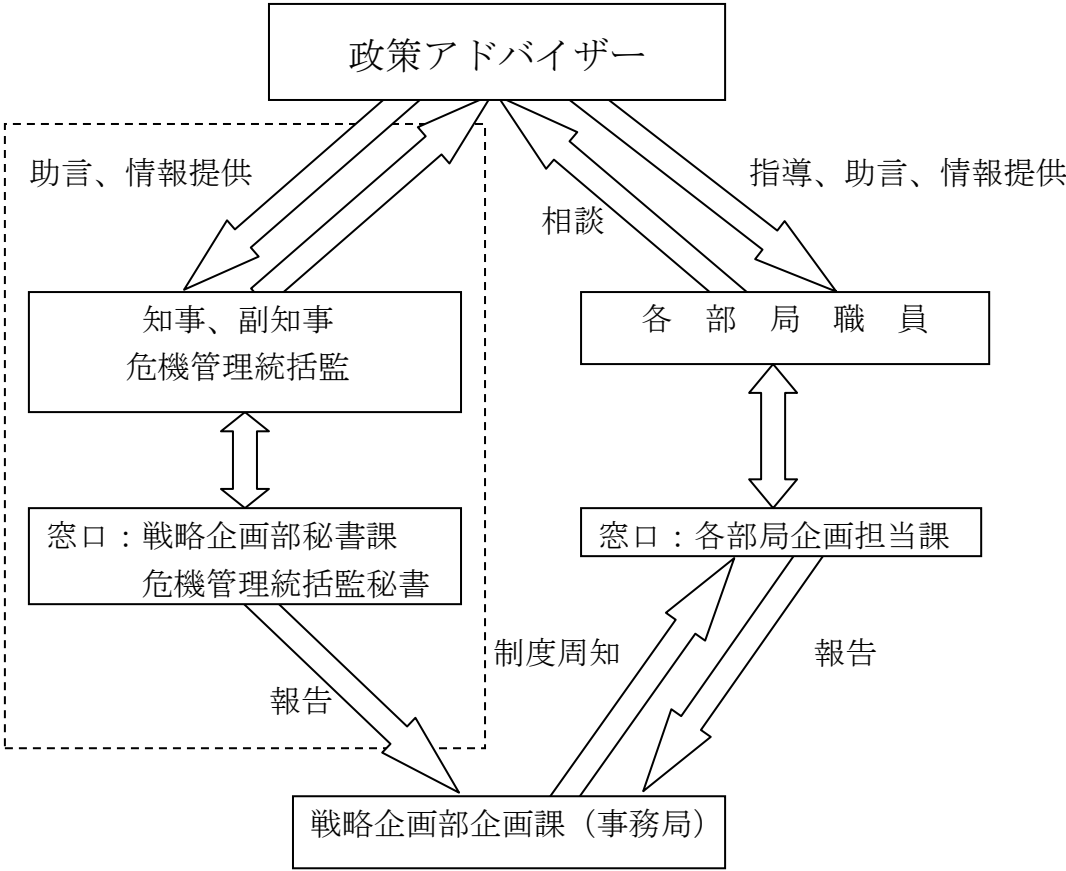 政策アドバイザー
助言、情報提供
指導、助言、情報提供
相談
知事、副知事
危機管理統括監
各 部 局 職 員
窓口：戦略企画部秘書課
危機管理統括監秘書
窓口：各部局企画担当課
制度周知
報告
報告
戦略企画部企画課（事務局）